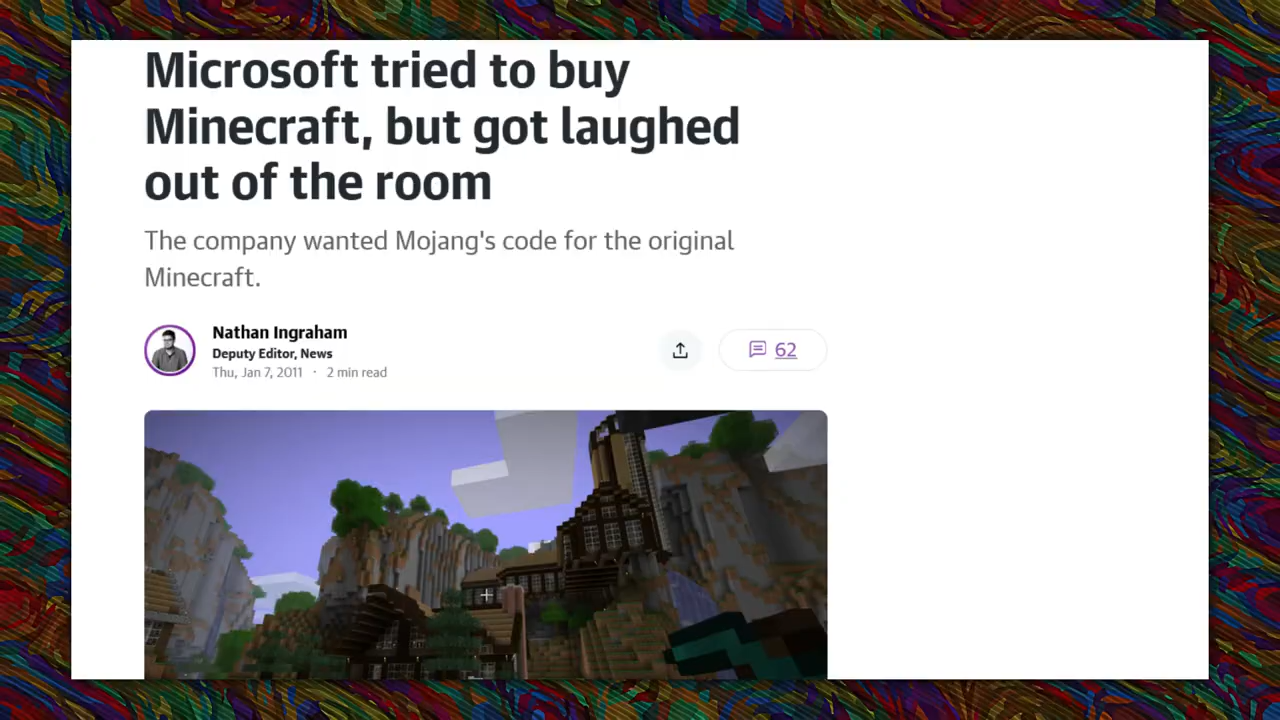 Microsoft tried to buy
Minecraft, but got laughed
out of the room
The company wanted Mojang's code for the original
Minecraft.
Nathan Ingraham
Deputy Editor, News
Thu, Jan 7, 2011 · 2 min read
62